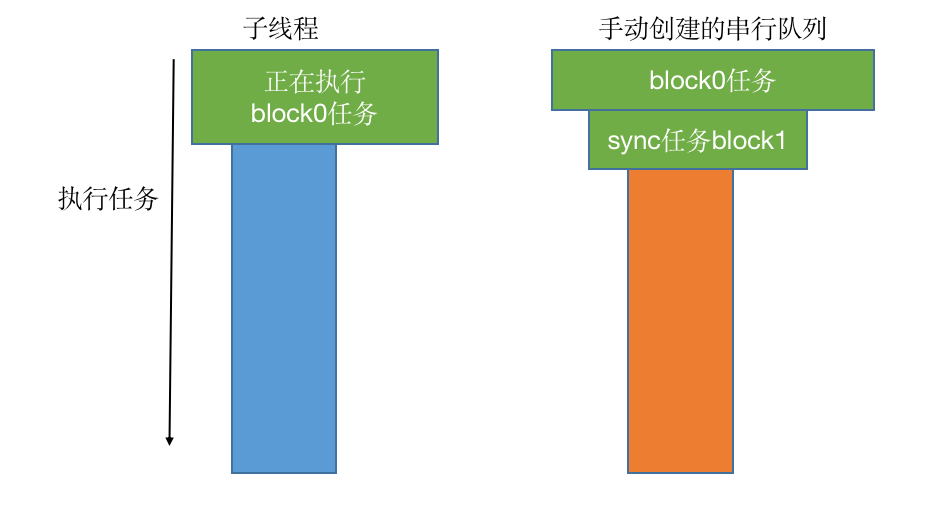 子线程
手动创建的串行队列
正在执行
block0任务
block0任务
sync任务block1
执行任务